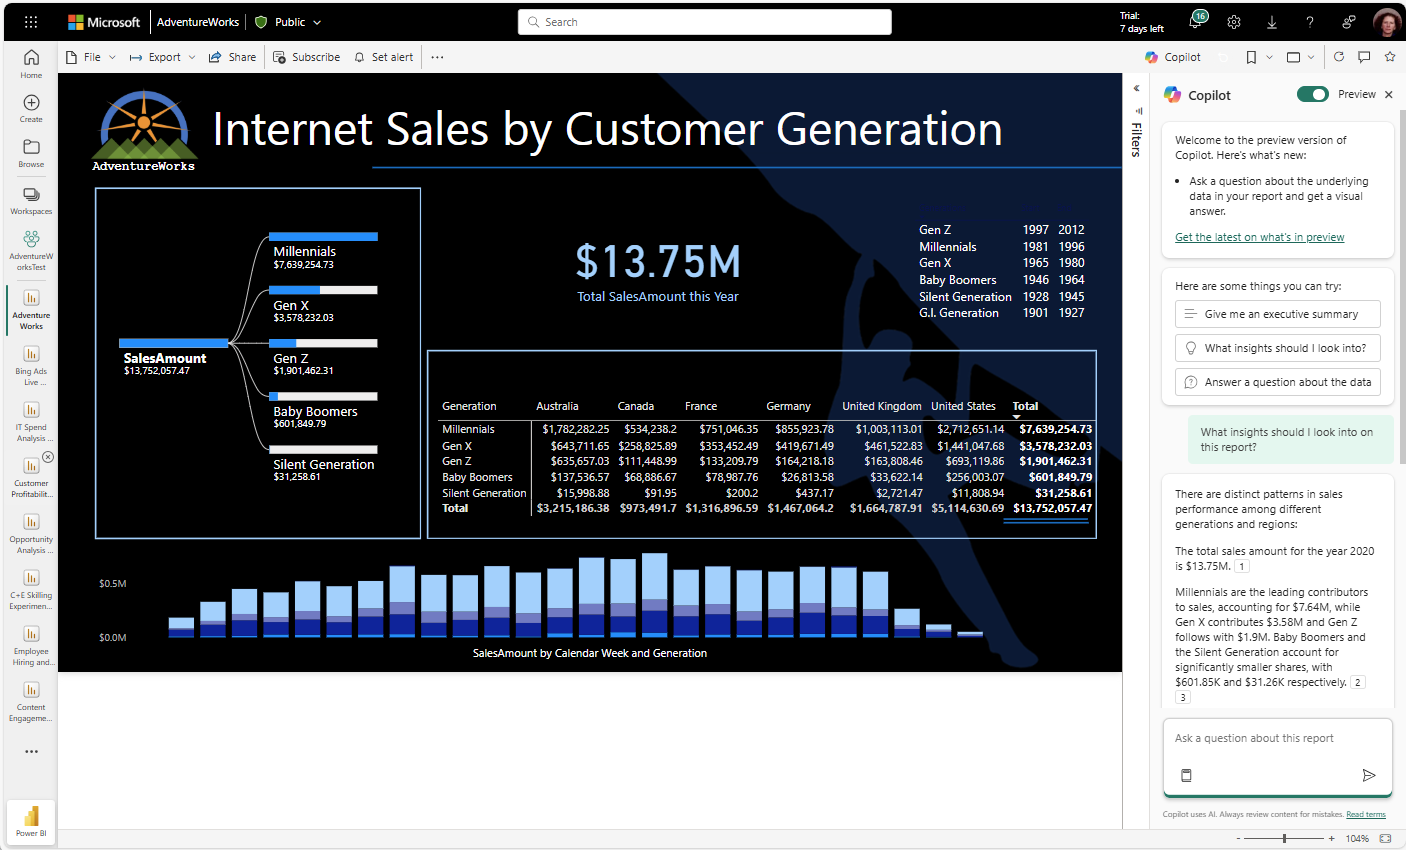 Microsoft
AdventureWorks
Public
Search
Trial:
7 days left
16
File
Export
Share
Subscribe
Set alert
Copilot
Home
Create
Browse
Workspaces
AdventureW
orksTest
Adventure
Works
Bing Ads
Live ...
IT Spend
Analysis ...
Customer
Profitabilit...
Opportunity
Analysis ...
C+E Skilling
Experimen...
Employee
Hiring and...
Content
Engageme...
Power BI
AdventureWorks
Internet Sales by Customer Generation
SalesAmount
$13,752,057.47
Millennials
$7,639,254.73
Gen X
$3,578,232.03
Gen Z
$1,901,462.31
Baby Boomers
$601,849.79
Silent Generation
$31,258.61
$13.75M
Total SalesAmount this Year
Gen Z 1997 2012
Millennials 1981 1996
Gen X 1965 1980
Baby Boomers 1946 1964
Silent Generation 1928 1945
G.I. Generation 1901 1927
Generation Australia Canada France Germany United Kingdom United States Total
Millennials $1,782,282.25 $534,238.2 $751,046.35 $855,923.78 $1,003,113.01 $2,712,651.14 $7,639,254.73
Gen X $643,711.65 $258,825.89 $353,452.49 $419,671.49 $461,522.83 $1,441,047.68 $3,578,232.03
Gen Z $635,657.03 $111,448.99 $133,209.79 $164,218.18 $163,808.46 $693,119.86 $1,901,462.31
Baby Boomers $137,536.57 $68,886.67 $78,987.76 $26,813.58 $33,622.14 $256,003.07 $601,849.79
Silent Generation $15,998.88 $91.95 $200.2 $437.17 $2,721.47 $11,808.94 $31,258.61
Total $3,215,186.38 $973,491.7 $1,316,896.59 $1,467,064.2 $1,664,787.91 $5,114,630.69 $13,752,057.47
$0.5M
$0.0M
SalesAmount by Calendar Week and Generation
Filters
Copilot
Preview
Welcome to the preview version of
Copilot. Here's what's new:
• Ask a question about the underlying
data in your report and get a visual
answer.
Get the latest on what's in preview
Here are some things you can try:
Give me an executive summary
What insights should I look into?
Answer a question about the data
What insights should I look into on
this report?
There are distinct patterns in sales
performance among different
generations and regions:
The total sales amount for the year 2020
is $13.75M. 1
Millennials are the leading contributors
to sales, accounting for $7.64M, while
Gen X contributes $3.58M and Gen Z
follows with $1.9M. Baby Boomers and
the Silent Generation account for
significantly smaller shares, with
$601.85K and $31.26K respectively. 2
3
Ask a question about this report
Copilot uses AI. Always review content for mistakes. Read terms
- + 104%